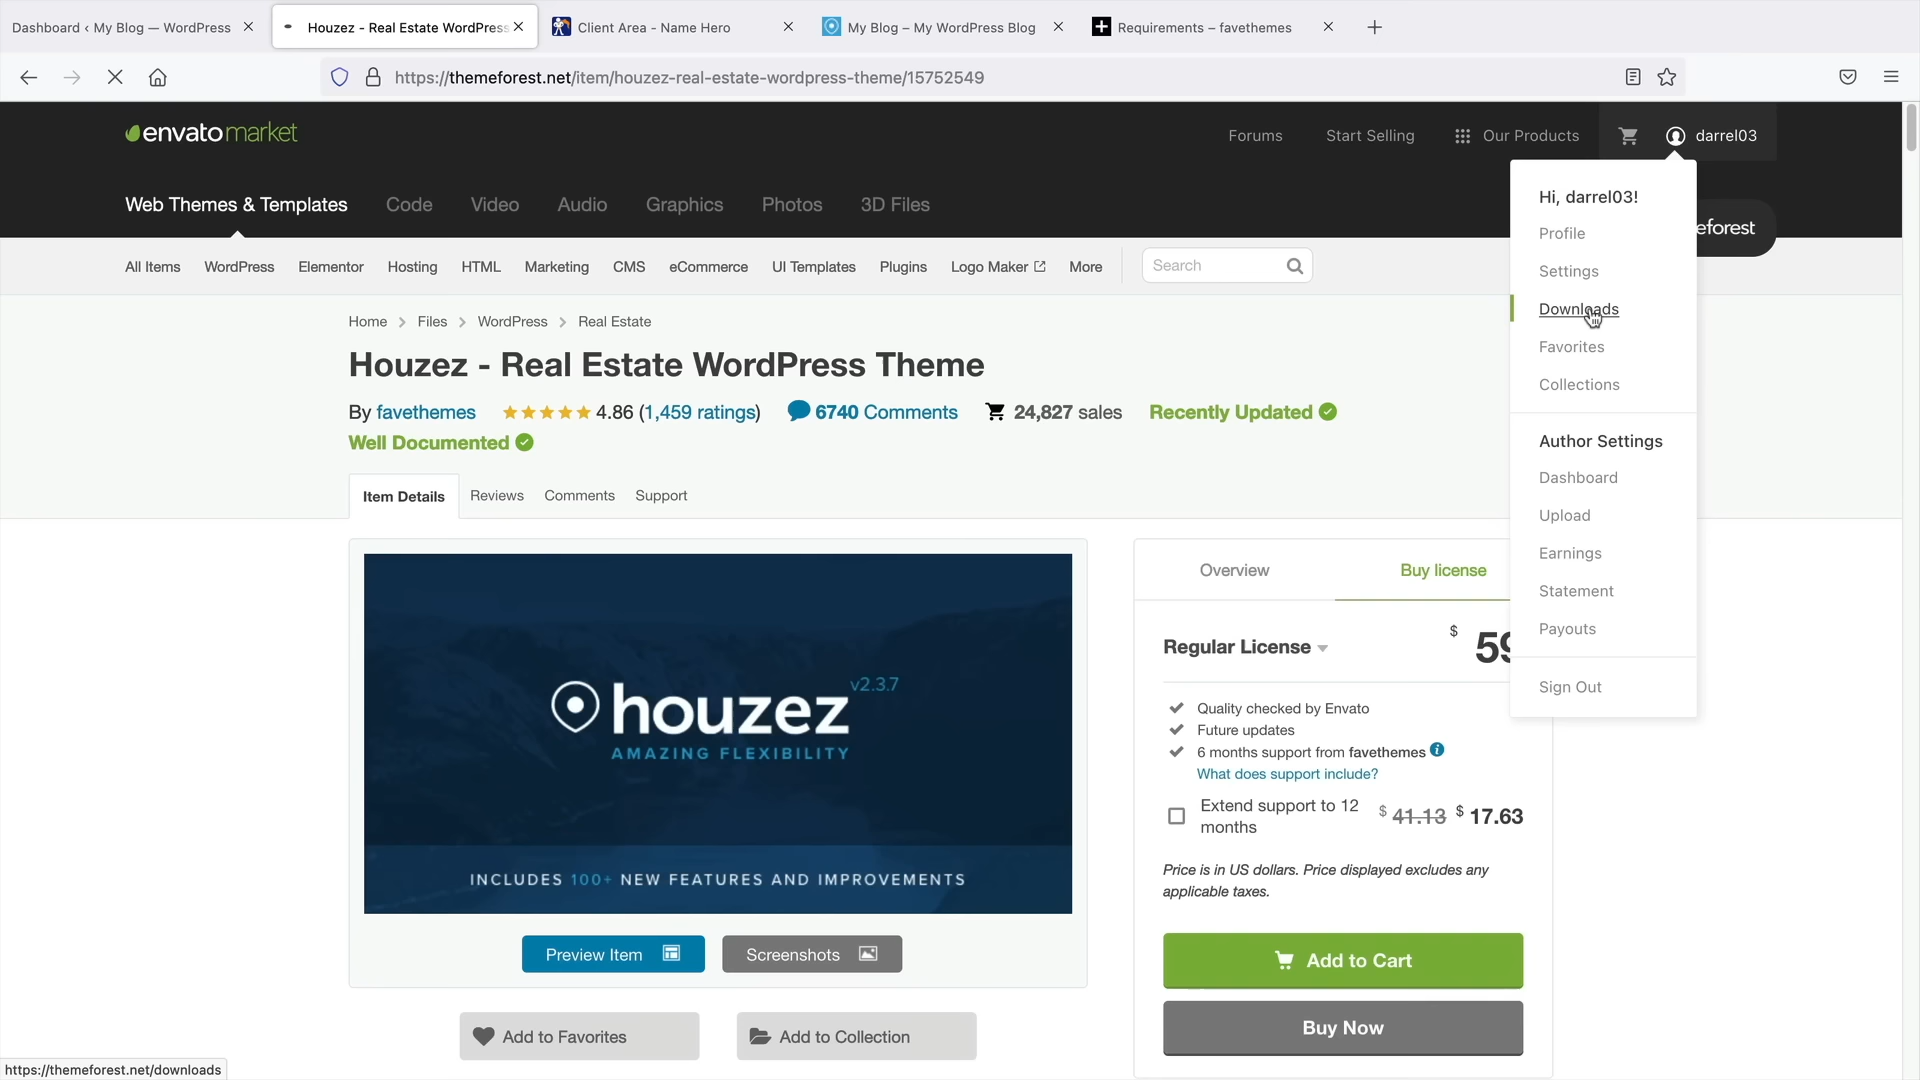 Dashboard ‹ My Blog — WordPress
Houzez - Real Estate WordPress
Client Area - Name Hero
My Blog – My WordPress Blog
Requirements – favethemes
https://themeforest.net/item/houzez-real-estate-wordpress-theme/15752549
envato market
Forums
Start Selling
Our Products
darrel03
Web Themes & Templates
Code
Video
Audio
Graphics
Photos
3D Files
eforest
All Items
WordPress
Elementor
Hosting
HTML
Marketing
CMS
eCommerce
UI Templates
Plugins
Logo Maker
More
Search
Hi, darrel03!
Profile
Settings
Downloads
Favorites
Collections
Author Settings
Dashboard
Upload
Earnings
Statement
Payouts
Sign Out
Home > Files > WordPress > Real Estate
Houzez - Real Estate WordPress Theme
By favethemes
4.86 (1,459 ratings)
6740 Comments
24,827 sales
Recently Updated
Well Documented
Item Details
Reviews
Comments
Support
houzez
v2.3.7
AMAZING FLEXIBILITY
INCLUDES 100+ NEW FEATURES AND IMPROVEMENTS
Preview Item
Screenshots
Add to Favorites
Add to Collection
Overview
Buy license
Regular License
$ 59
Quality checked by Envato
Future updates
6 months support from favethemes
What does support include?
Extend support to 12
months
$ 41.13 $ 17.63
Price is in US dollars. Price displayed excludes any
applicable taxes.
Add to Cart
Buy Now
https://themeforest.net/downloads